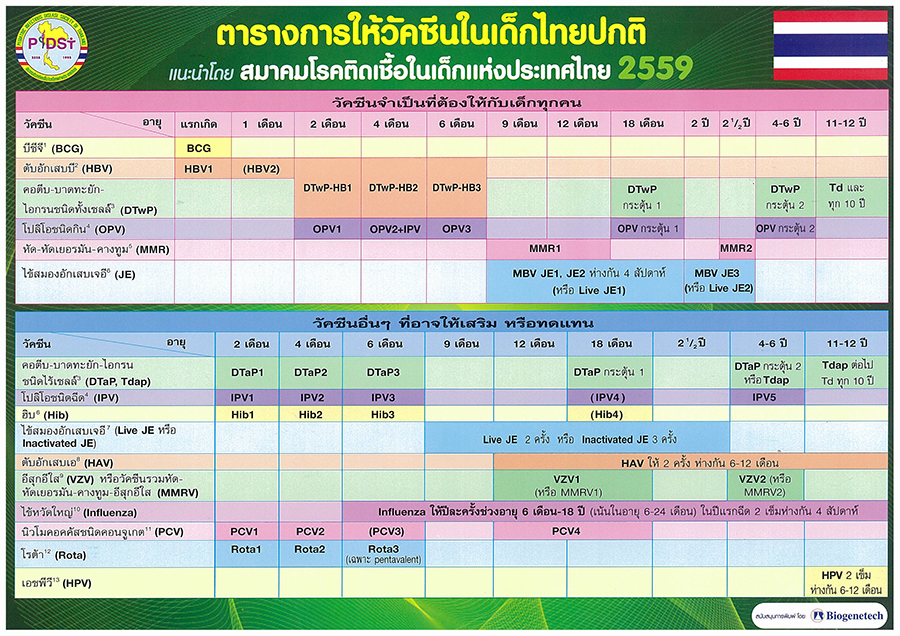 PIDST
ตารางการให้วัคซีนในเด็กไทยปกติ
แนะนำโดย สมาคมโรคติดเชื้อในเด็กแห่งประเทศไทย 2559
วัคซีนจำเป็นที่ต้องให้กับเด็กทุกคน
วัคซีน อายุ แรกเกิด 1 เดือน 2 เดือน 4 เดือน 6 เดือน 9 เดือน 12 เดือน 18 เดือน 2 ปี 2 1/2 ปี 4-6 ปี 11-12 ปี
บีซีจี¹ (BCG) BCG
ตับอักเสบบี² (HBV) HBV1 (HBV2)
DTwP-HB1 DTwP-HB2 DTwP-HB3
คอตีบ-บาดทะยัก- DTwP DTwP Td และ
ไอกรนชนิดทั้งเซลล์³ (DTwP) กระตุ้น 1 กระตุ้น 2 ทุก 10 ปี
โปลิโอชนิดกิน⁴ (OPV) OPV1 OPV2+IPV OPV3 OPV กระตุ้น 1 OPV กระตุ้น 2
หัด-หัดเยอรมัน-คางทูม⁵ (MMR) MMR1 MMR2
ไข้สมองอักเสบเจอี⁶ (JE) MBV JE1, JE2 ห่างกัน 4 สัปดาห์ MBV JE3
(หรือ Live JE1) (หรือ Live JE2)
วัคซีนอื่นๆ ที่อาจให้เสริม หรือทดแทน
วัคซีน อายุ 2 เดือน 4 เดือน 6 เดือน 9 เดือน 12 เดือน 18 เดือน 2 1/2 ปี 4-6 ปี 11-12 ปี
คอตีบ-บาดทะยัก-ไอกรน DTaP1 DTaP2 DTaP3 DTaP กระตุ้น 1 DTaP กระตุ้น 2 Tdap ต่อไป
ชนิดไร้เซลล์³ (DTaP, Tdap) หรือ Tdap Td ทุก 10 ปี
โปลิโอชนิดฉีด⁴ (IPV) IPV1 IPV2 IPV3 (IPV4) IPV5
ฮิบ⁶ (Hib) Hib1 Hib2 Hib3 (Hib4)
ไข้สมองอักเสบเจอี⁷ (Live JE หรือ
Inactivated JE) Live JE 2 ครั้ง หรือ Inactivated JE 3 ครั้ง
ตับอักเสบเอ⁸ (HAV) HAV ให้ 2 ครั้ง ห่างกัน 6-12 เดือน
อีสุกอีใส⁹ (VZV) หรือวัคซีนรวมหัด- VZV1 VZV2 (หรือ
หัดเยอรมัน-คางทูม-อีสุกอีใส (MMRV) (หรือ MMRV1) MMRV2)
ไข้หวัดใหญ่¹⁰ (Influenza) Influenza ให้ปีละครั้งช่วงอายุ 6 เดือน-18 ปี (เน้นในอายุ 6-24 เดือน) ในปีแรกฉีด 2 เข็มห่างกัน 4 สัปดาห์
นิวโมคอคคัสชนิดคอนจูเกต¹¹ (PCV) PCV1 PCV2 (PCV3) PCV4
โรต้า¹² (Rota) Rota1 Rota2 Rota3
(เฉพาะ pentavalent)
เอชพีวี¹³ (HPV) HPV 2 เข็ม
ห่างกัน 6-12 เดือน
สนับสนุนการพิมพ์ โดย Biogenetech